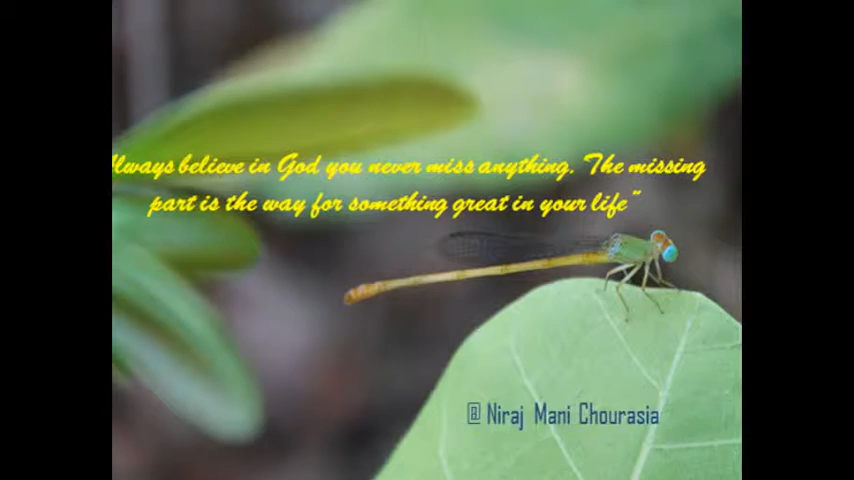 Always believe in God you never miss anything. The missing
part is the way for something great in your life”
@ Niraj Mani Chourasia